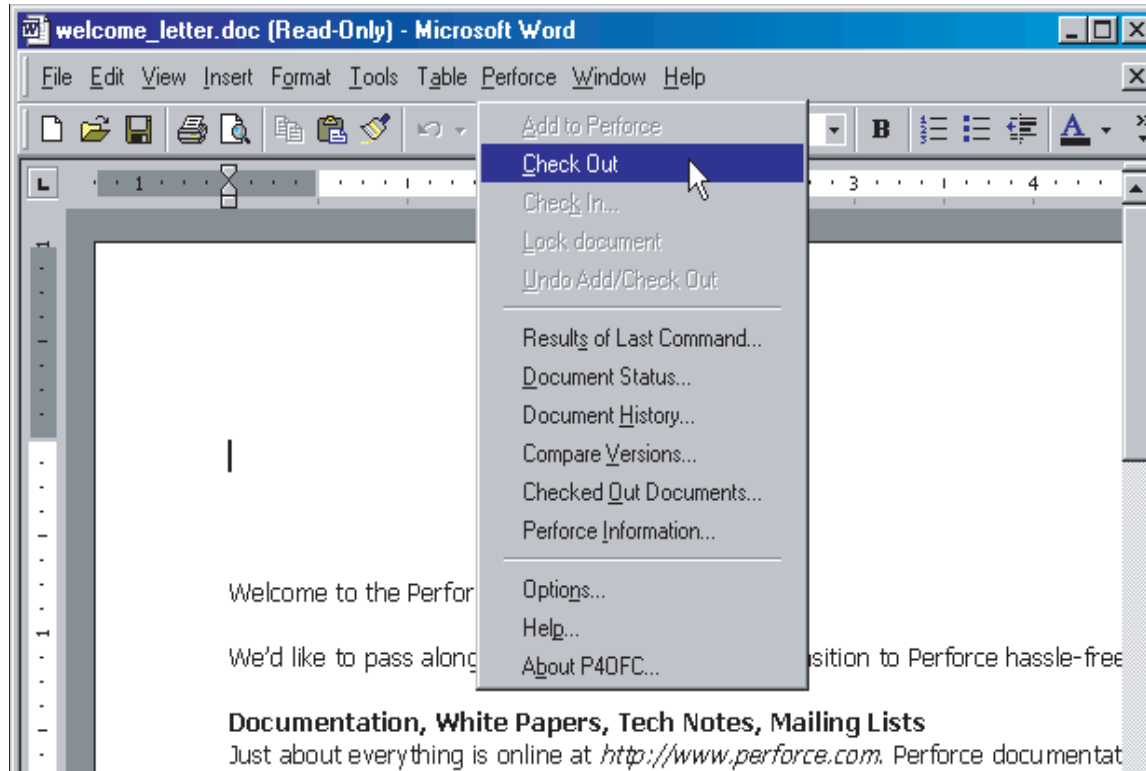 welcome_letter.doc (Read-Only) - Microsoft Word
File Edit View Insert Format Tools Table Perforce Window Help
B A
1 1 3 4
Add to Perforce
Check Out
Check In...
Lock document
Undo Add/Check Out
Results of Last Command...
Document Status...
Document History...
Compare Versions...
Checked Out Documents...
Perforce Information...
Options...
Help...
About P4OFC...
1
Welcome to the Perfor
We'd like to pass along sition to Perforce hassle-free
Documentation, White Papers, Tech Notes, Mailing Lists
Just about everything is online at http://www.perforce.com. Perforce documentat